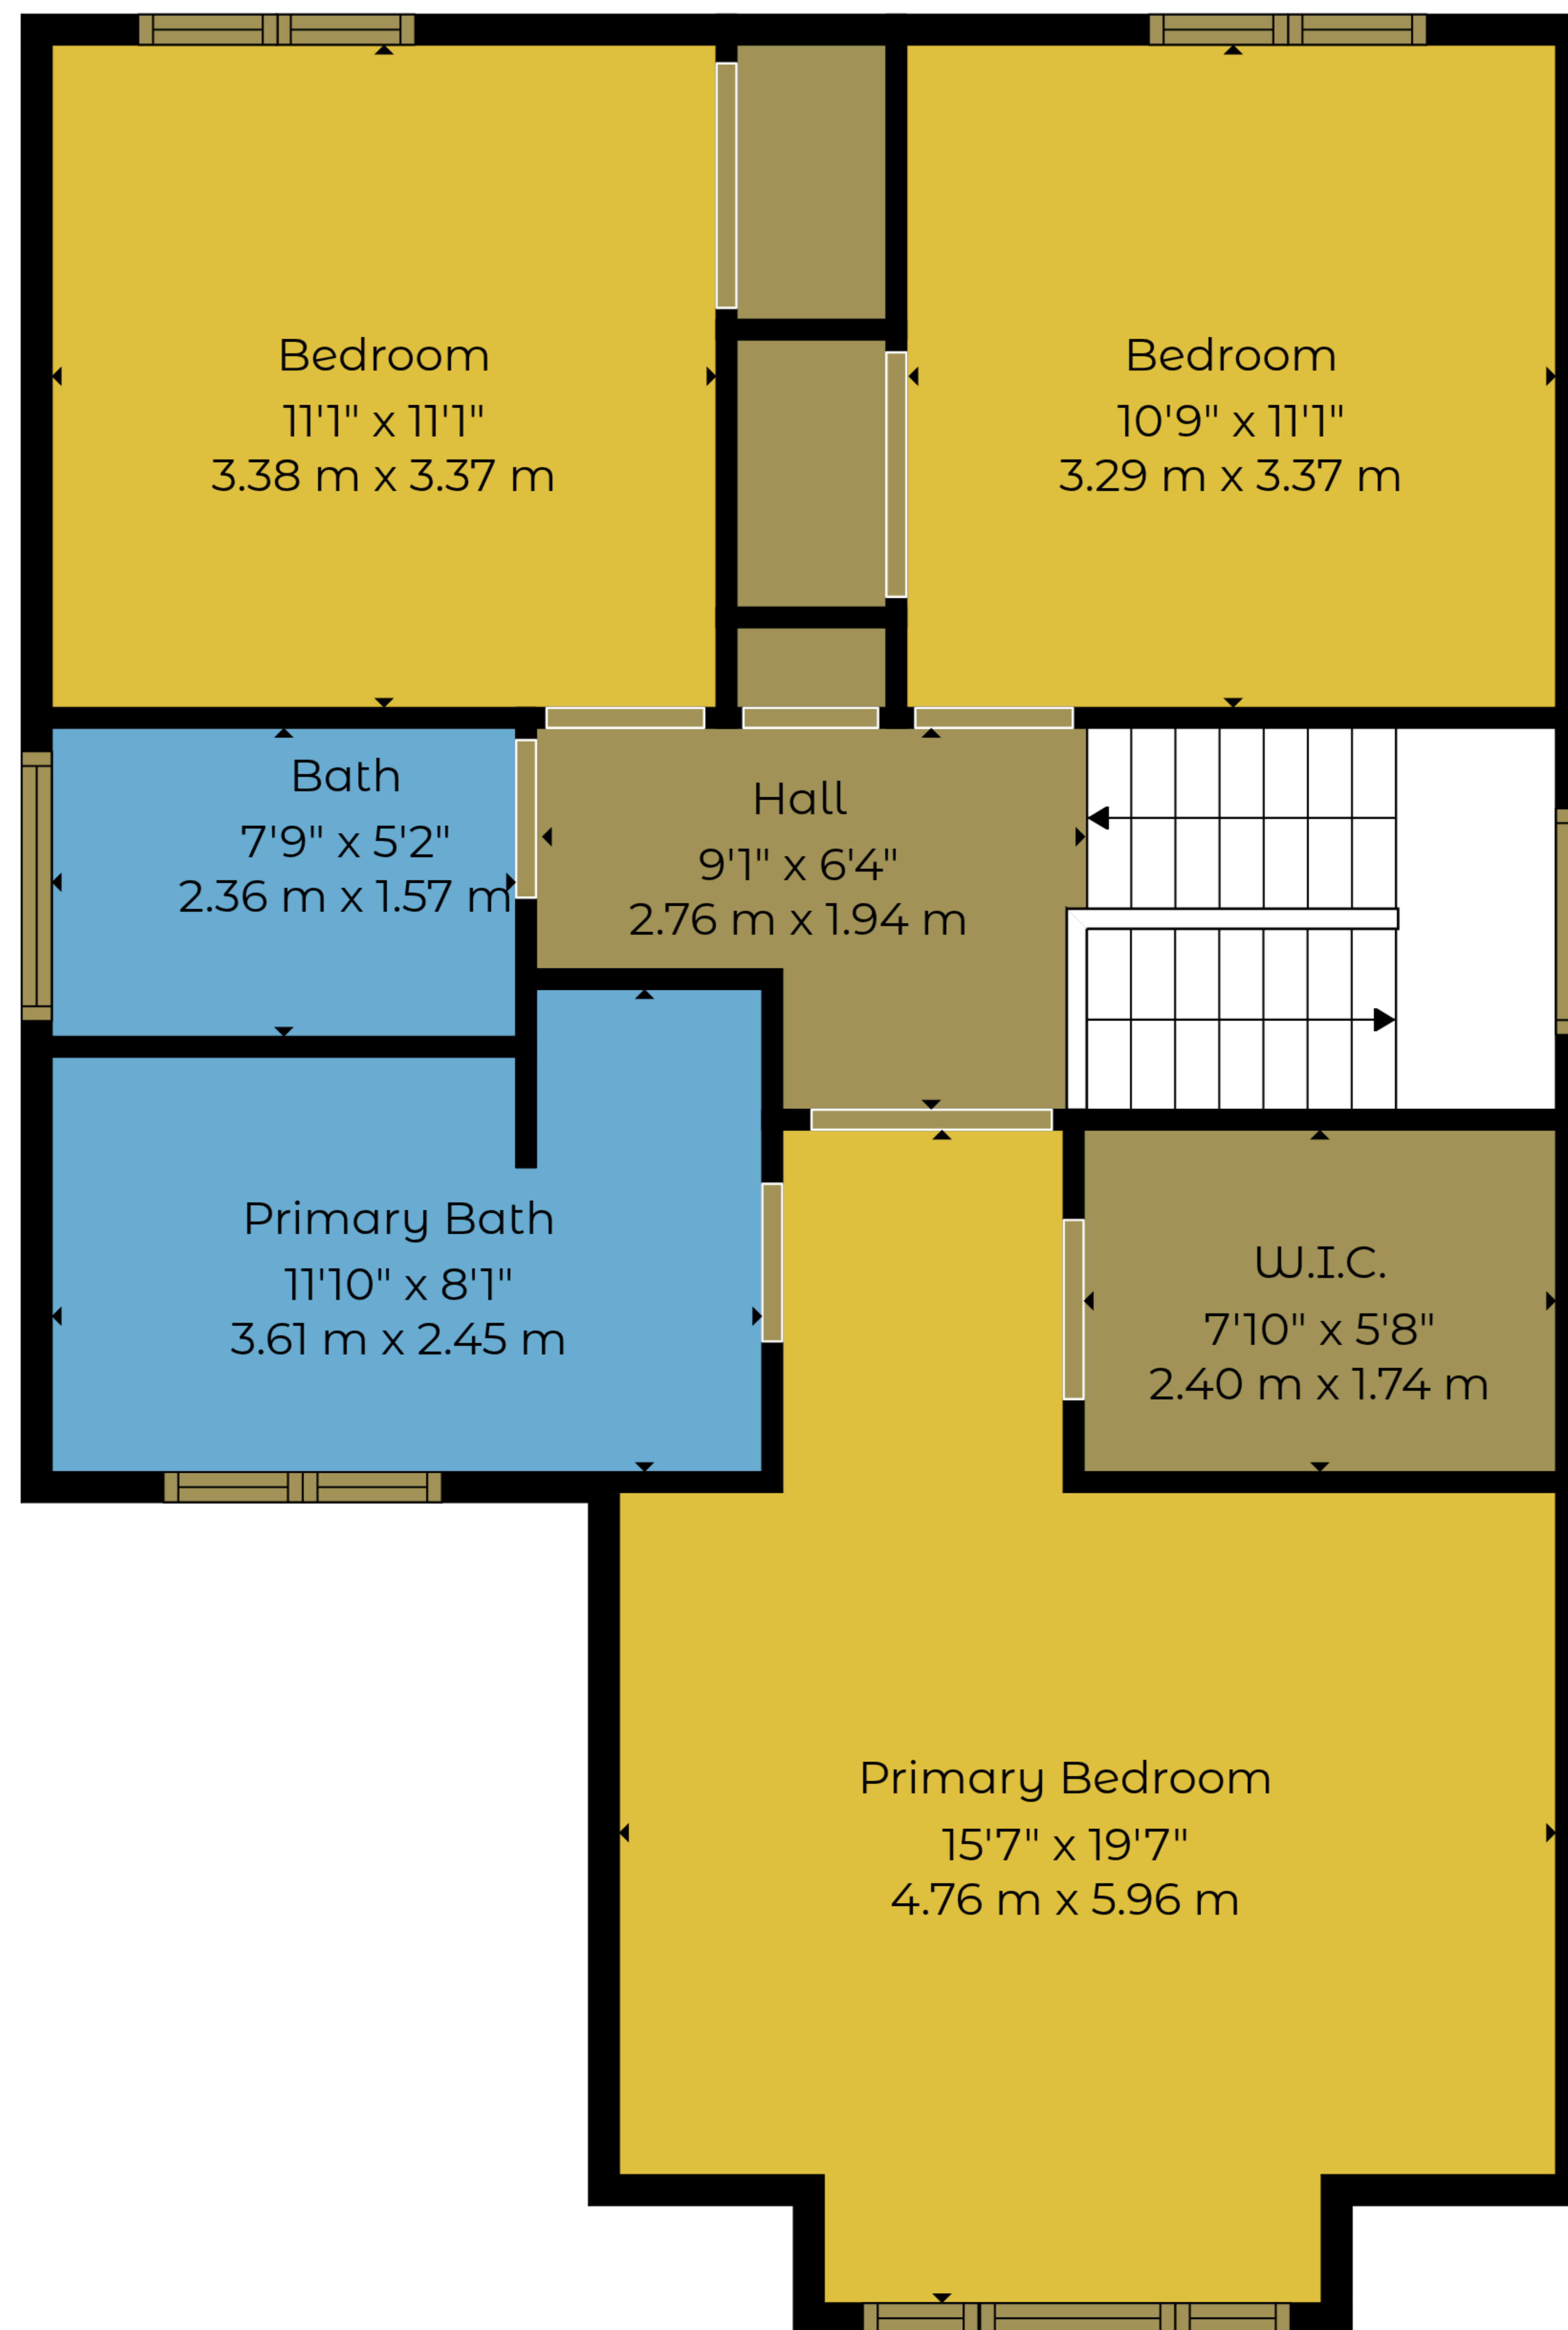 Bedroom
11'1" x 11'1"
3.38 m x 3.37 m
Bedroom
10'9" x 11'1"
3.29 m x 3.37 m
Bath
7'9" x 5'2"
2.36 m x 1.57 m
Hall
9'1" x 6'4"
2.76 m x 1.94 m
Primary Bath
11'10" x 8'1"
3.61 m x 2.45 m
W.I.C.
7'10" x 5'8"
2.40 m x 1.74 m
Primary Bedroom
15'7" x 19'7"
4.76 m x 5.96 m